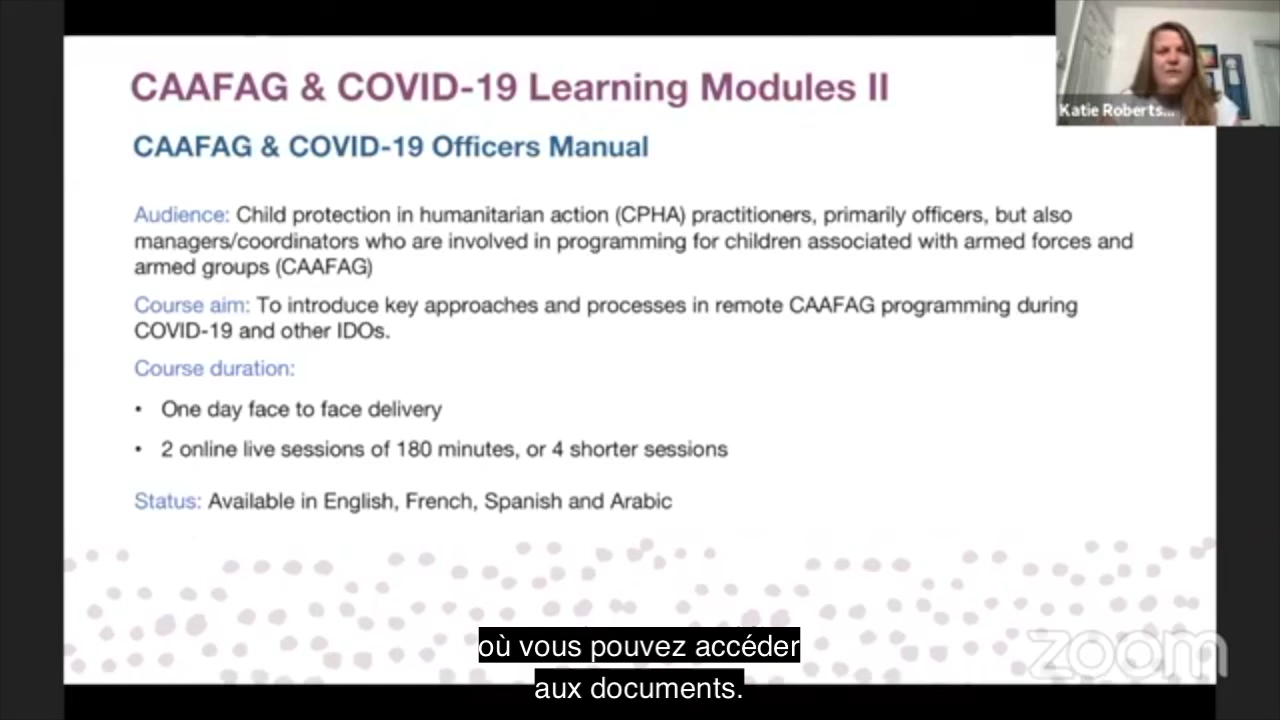 CAAFAG & COVID-19 Learning Modules II
CAAFAG & COVID-19 Officers Manual
Audience: Child protection in humanitarian action (CPHA) practitioners, primarily officers, but also
managers/coordinators who are involved in programming for children associated with armed forces and
armed groups (CAAFAG)
Course aim: To introduce key approaches and processes in remote CAAFAG programming during
COVID-19 and other IDOs.
Course duration:
• One day face to face delivery
• 2 online live sessions of 180 minutes, or 4 shorter sessions
Status: Available in English, French, Spanish and Arabic
Katie Roberts...
où vous pouvez accéder
aux documents.
zoom